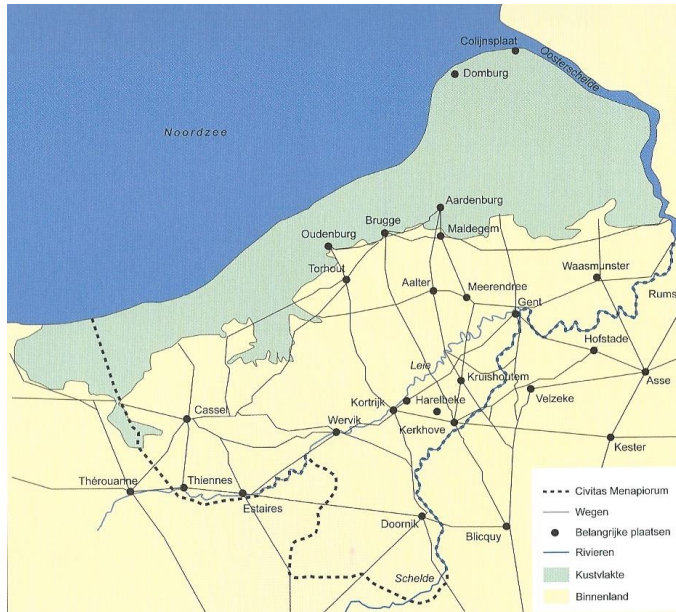 Colijnsplaat
Oosterschelde
Domburg
Noordzee
Aardenburg
Brugge
Maldegem
Oudenburg
Torhout
Waasmunster
Aalter
Meerendree
Gent
Rums
Hofstade
Leie
Kruishoutem
Asse
Kortrijk
Harelbeke
Velzeke
Cassel
Wervik
Kerkhove
Kester
Thérouanne
Thiennes
Estaires
Doornik
Blicquy
Schelde
Civitas Menapiorum
Wegen
Belangrijke plaatsen
Rivieren
Kustvlakte
Binnenland